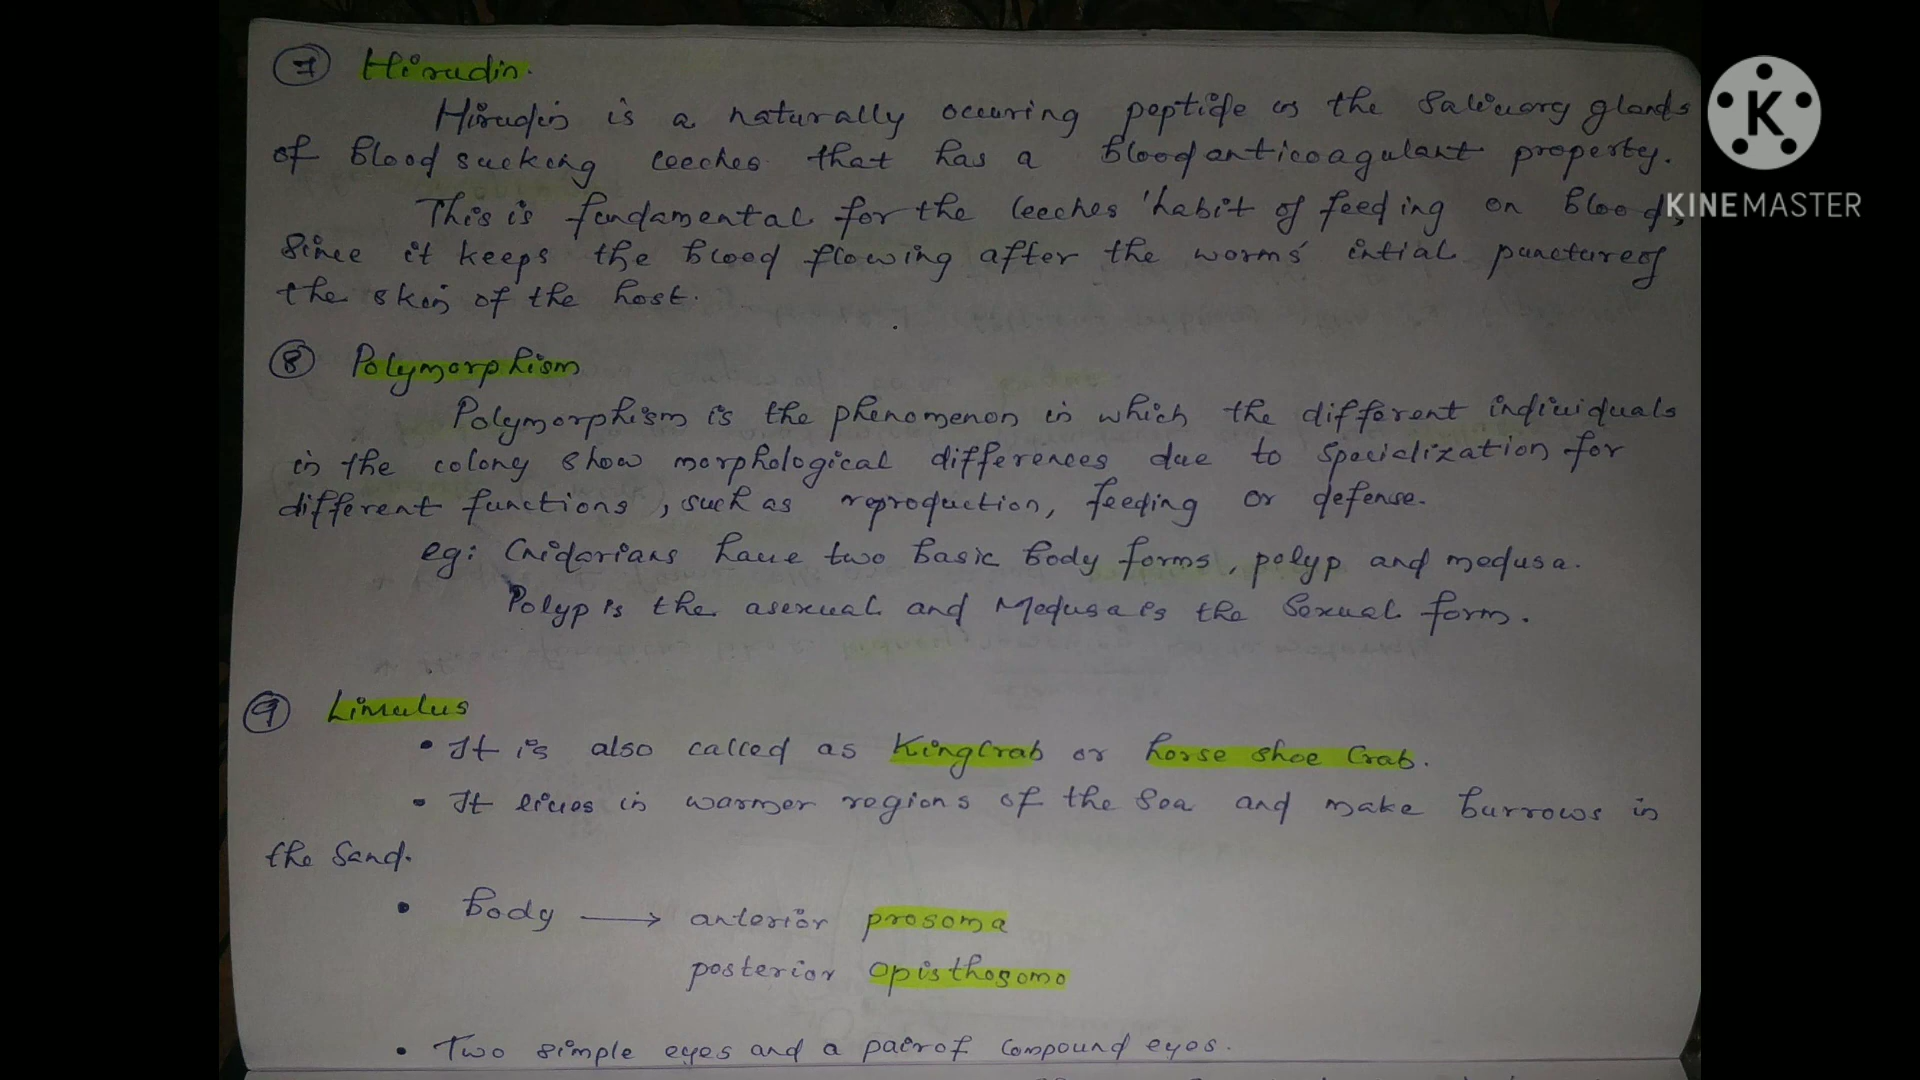 7 Hirudin.
Hirudin is a naturally occuring peptide in the salivary glands
of blood sucking leeches that has a blood anticoagulant property.
This is fundamental for the leeches' habit of feeding on blood,
since it keeps the blood flowing after the worms' intial puncture of
the skin of the host.
8 Polymorphism
Polymorphism is the phenomenon in which the different individuals
in the colony show morphological differences due to specialization for
different functions, such as reproduction, feeding or defense.
eg: Cnidarians have two basic body forms, polyp and medusa.
Polyp is the asexual and Medusa is the sexual form.
9 Limulus
• It is also called as King Crab or horse shoe Crab.
• It lives in warmer regions of the sea and make burrows in
the sand.
• body → anterior prosoma
posterior opisthosoma
• Two simple eyes and a pair of compound eyes.
K
KINEMASTER